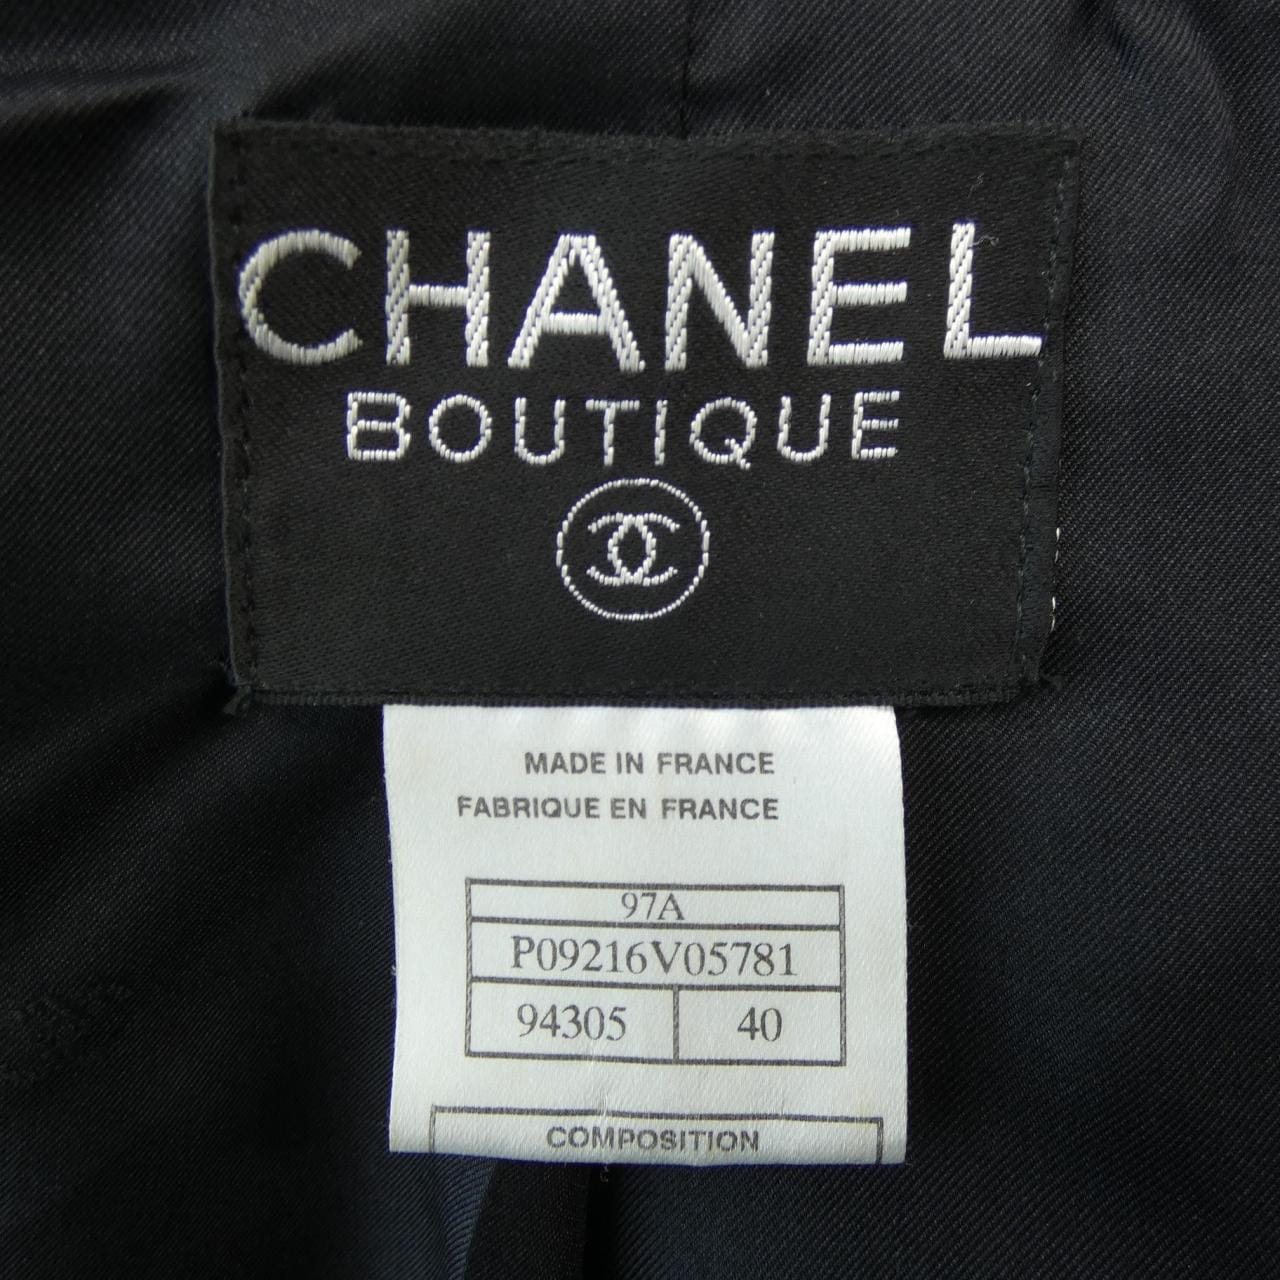 CHANEL
BOUTIQUE
MADE IN FRANCE
FABRIQUE EN FRANCE
97A
P09216V05781
94305 40
COMPOSITION